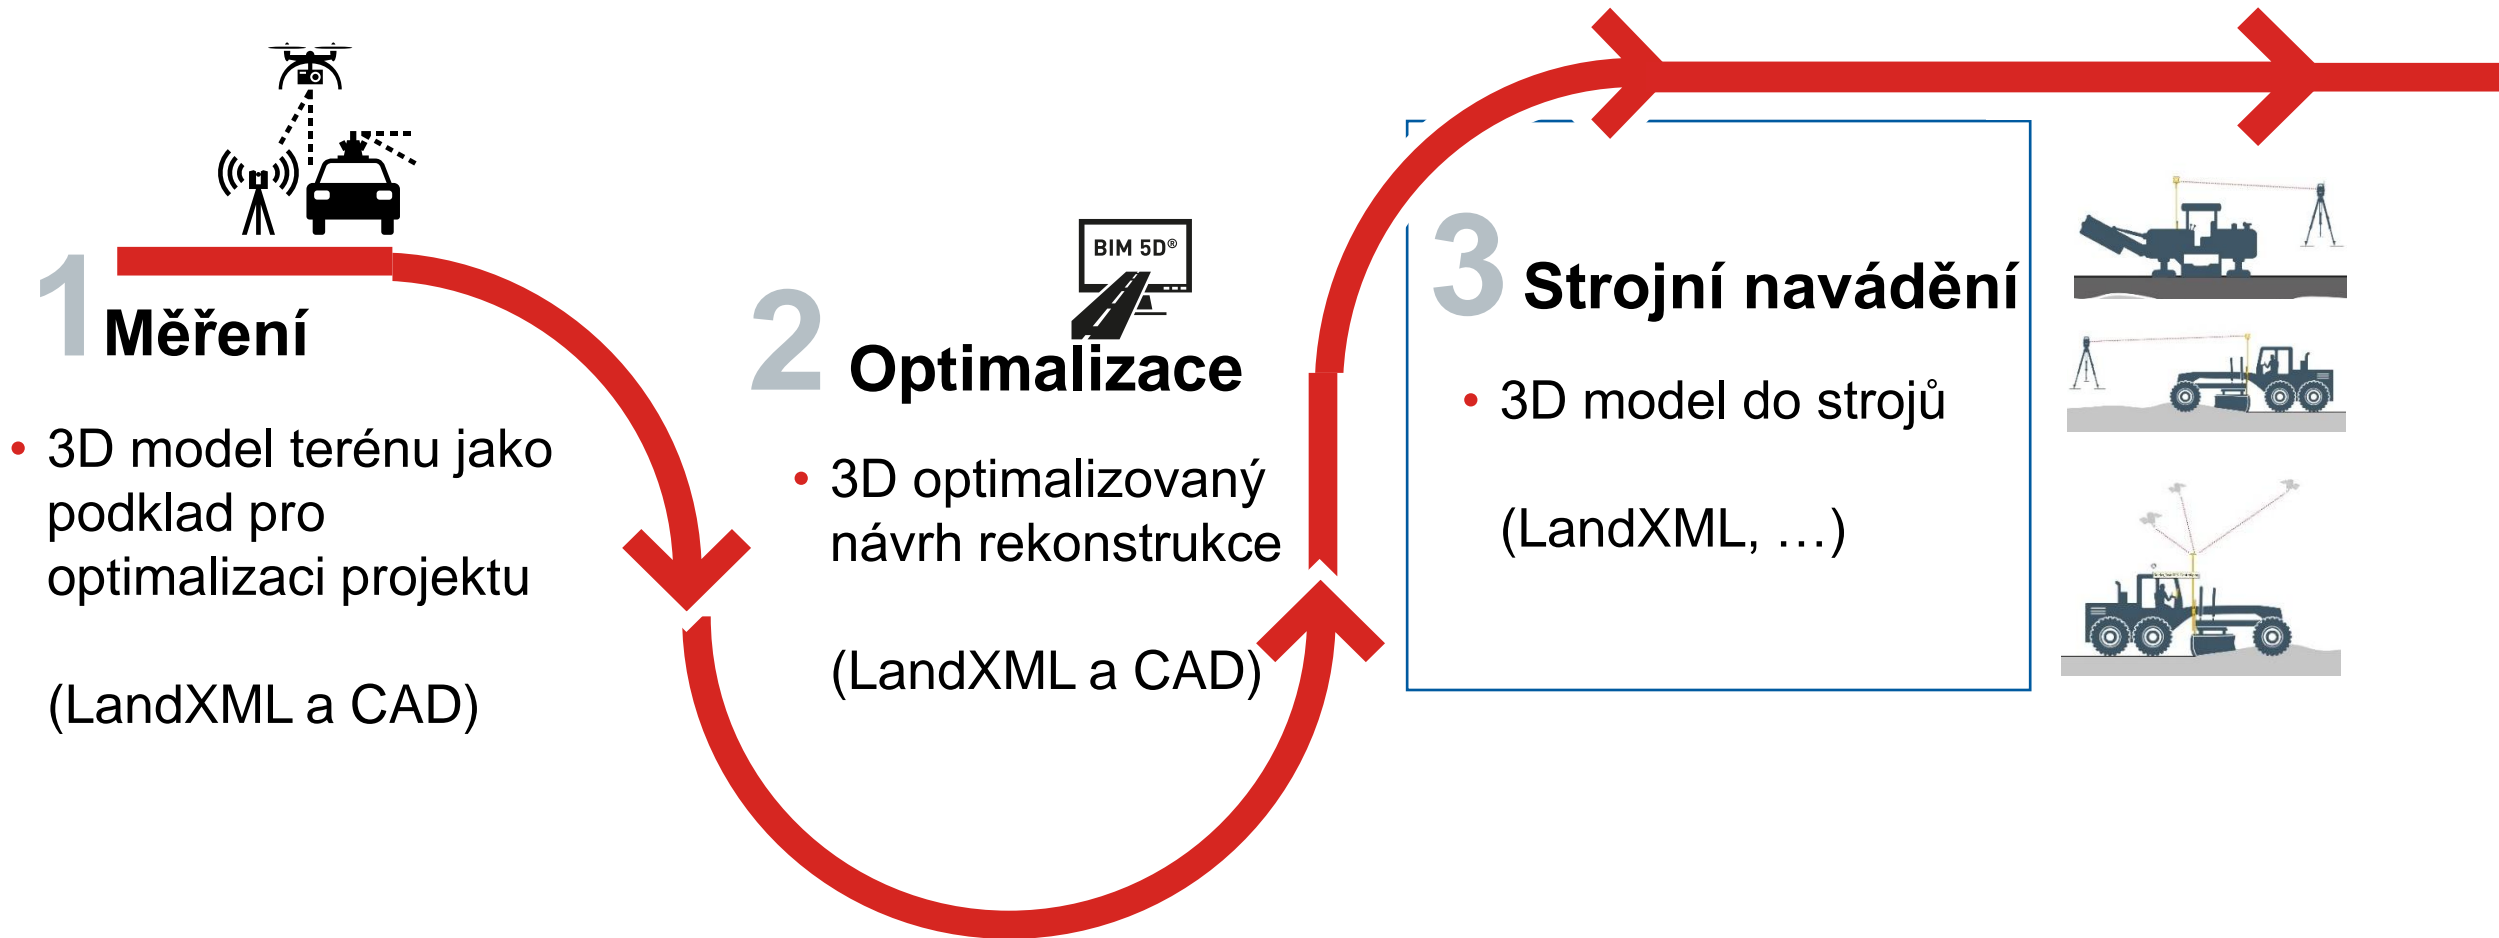 1
Měření
• 3D model terénu jako
podklad pro
optimalizaci projektu
(LandXML a CAD)
BIM 5D®
2
Optimalizace
• 3D optimalizovaný
návrh rekonstrukce
(LandXML a CAD)
3
Strojní navádění
• 3D model do strojů
(LandXML, …)